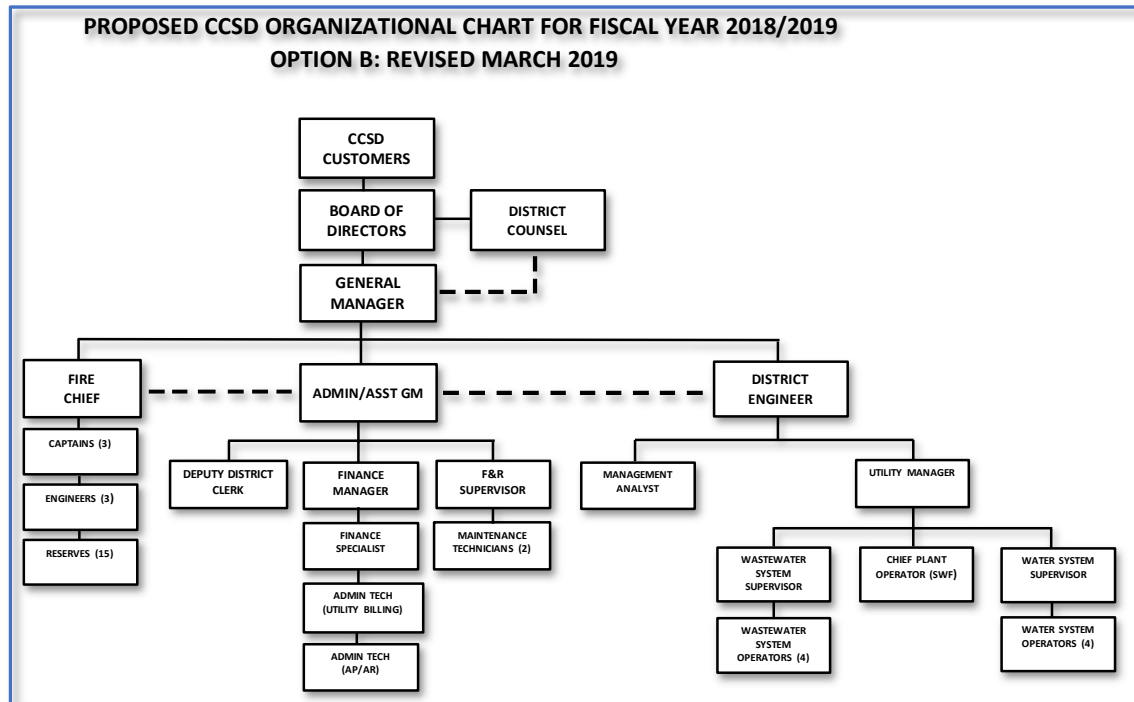 PROPOSED CCSD ORGANIZATIONAL CHART FOR FISCAL YEAR 2018/2019
OPTION B: REVISED MARCH 2019
CCSD
CUSTOMERS
BOARD OF
DIRECTORS
DISTRICT
COUNSEL
GENERAL
MANAGER
FIRE
CHIEF
ADMIN/ASST GM
DISTRICT
ENGINEER
CAPTAINS (3)
ENGINEERS (3)
RESERVES (15)
DEPUTY DISTRICT
CLERK
FINANCE
MANAGER
F&R
SUPERVISOR
FINANCE
SPECIALIST
MAINTENANCE
TECHNICIANS (2)
ADMIN TECH
(UTILITY BILLING)
ADMIN TECH
(AP/AR)
MANAGEMENT
ANALYST
UTILITY MANAGER
WASTEWATER
SYSTEM
SUPERVISOR
CHIEF PLANT
OPERATOR (SWF)
WATER SYSTEM
SUPERVISOR
WASTEWATER
SYSTEM
OPERATORS (4)
WATER SYSTEM
OPERATORS (4)